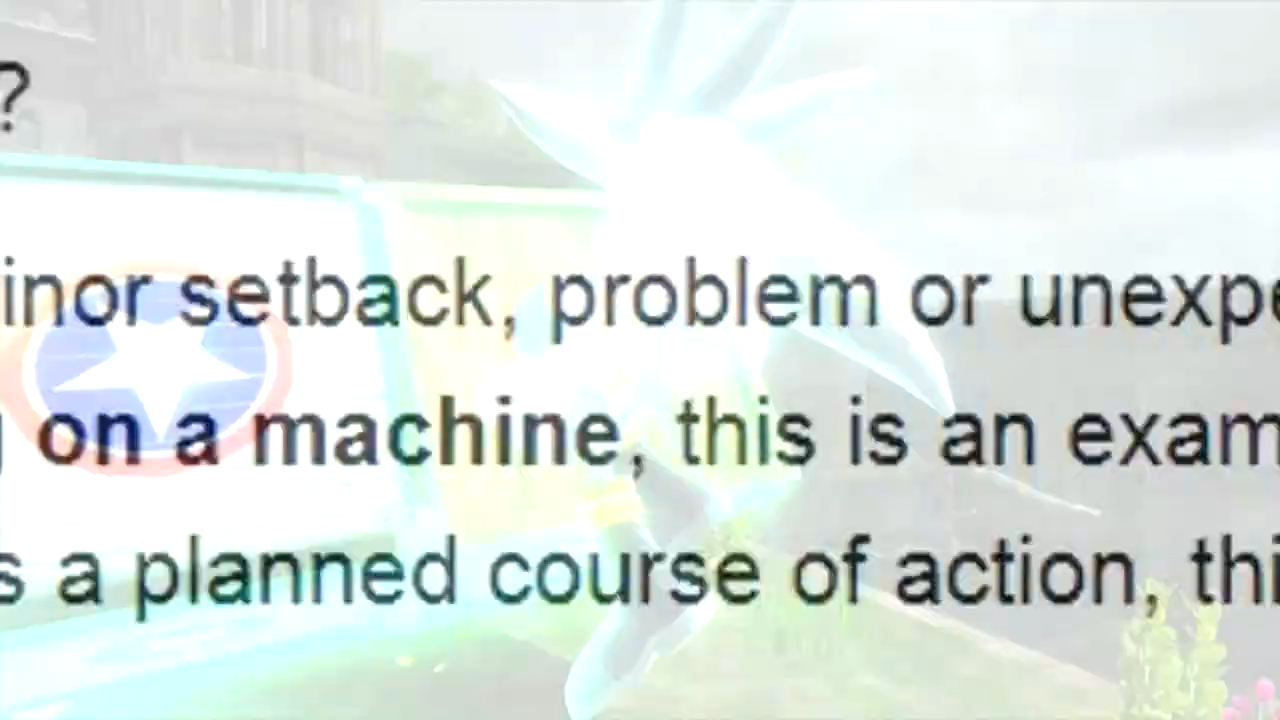 ?
inor setback, problem or unexpe
on a machine, this is an exam
s a planned course of action, thi